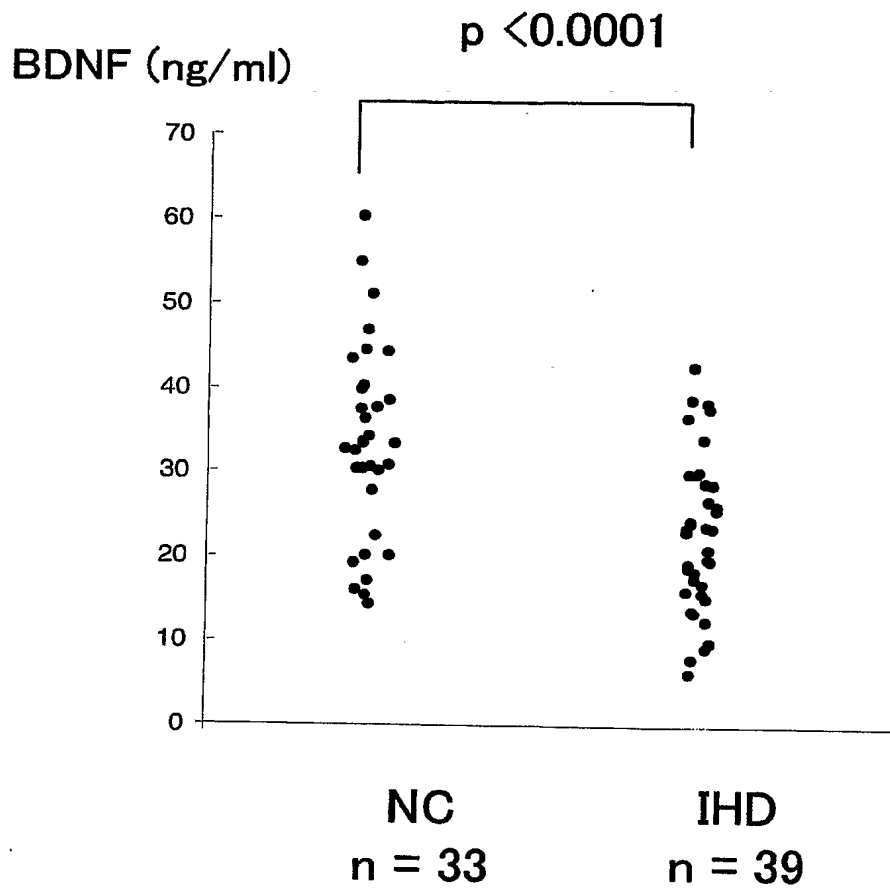 p <0.0001
BDNF (ng/ml)
70
60
50
40
30
20
10
0
NC
IHD
n = 33
n = 39